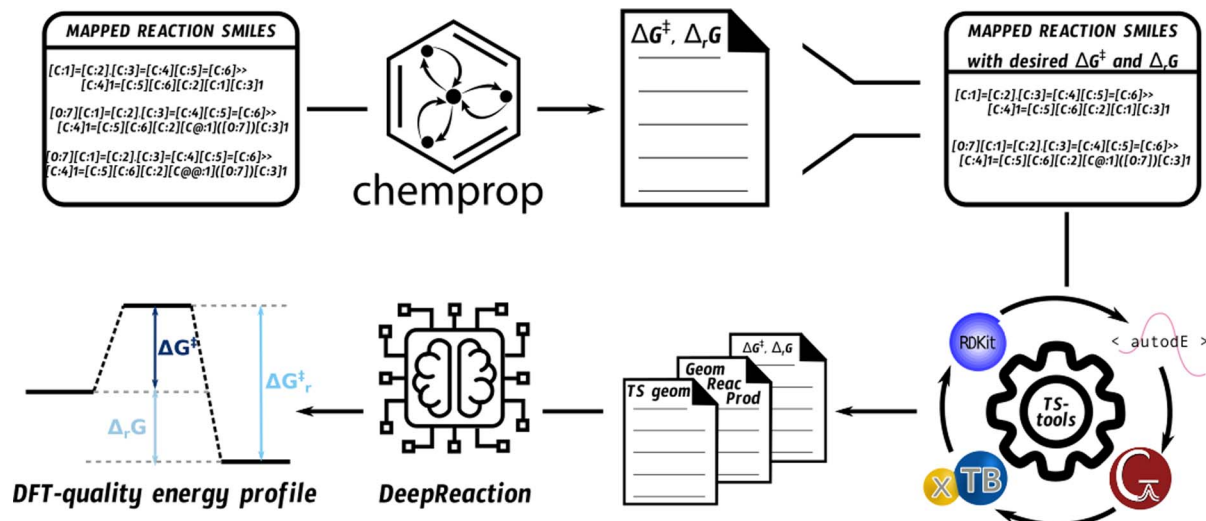 MAPPED REACTION SMILES
[C:1]=[C:2].[C:3]=[C:4][C:5]=[C:6]>>
[C:4]1=[C:5][C:6][C:2][C:1][C:3]1
[O:7][C:1]=[C:2].[C:3]=[C:4][C:5]=[C:6]>>
[C:4]1=[C:5][C:6][C:2][C@:1]([O:7])[C:3]1
[O:7][C:1]=[C:2].[C:3]=[C:4][C:5]=[C:6]>>
[C:4]1=[C:5][C:6][C:2][C@@:1]([O:7])[C:3]1
chemprop
ΔG‡, ΔrG
MAPPED REACTION SMILES
with desired ΔG‡ and ΔrG
[C:1]=[C:2].[C:3]=[C:4][C:5]=[C:6]>>
[C:4]1=[C:5][C:6][C:2][C:1][C:3]1
[O:7][C:1]=[C:2].[C:3]=[C:4][C:5]=[C:6]>>
[C:4]1=[C:5][C:6][C:2][C@:1]([O:7])[C:3]1
RDKit
< autodE >
TS-
tools
xTB
C
ΔG‡, ΔrG
Geom
Reac
Prod
TS geom
DeepReaction
ΔG‡
ΔG‡r
ΔrG
DFT-quality energy profile